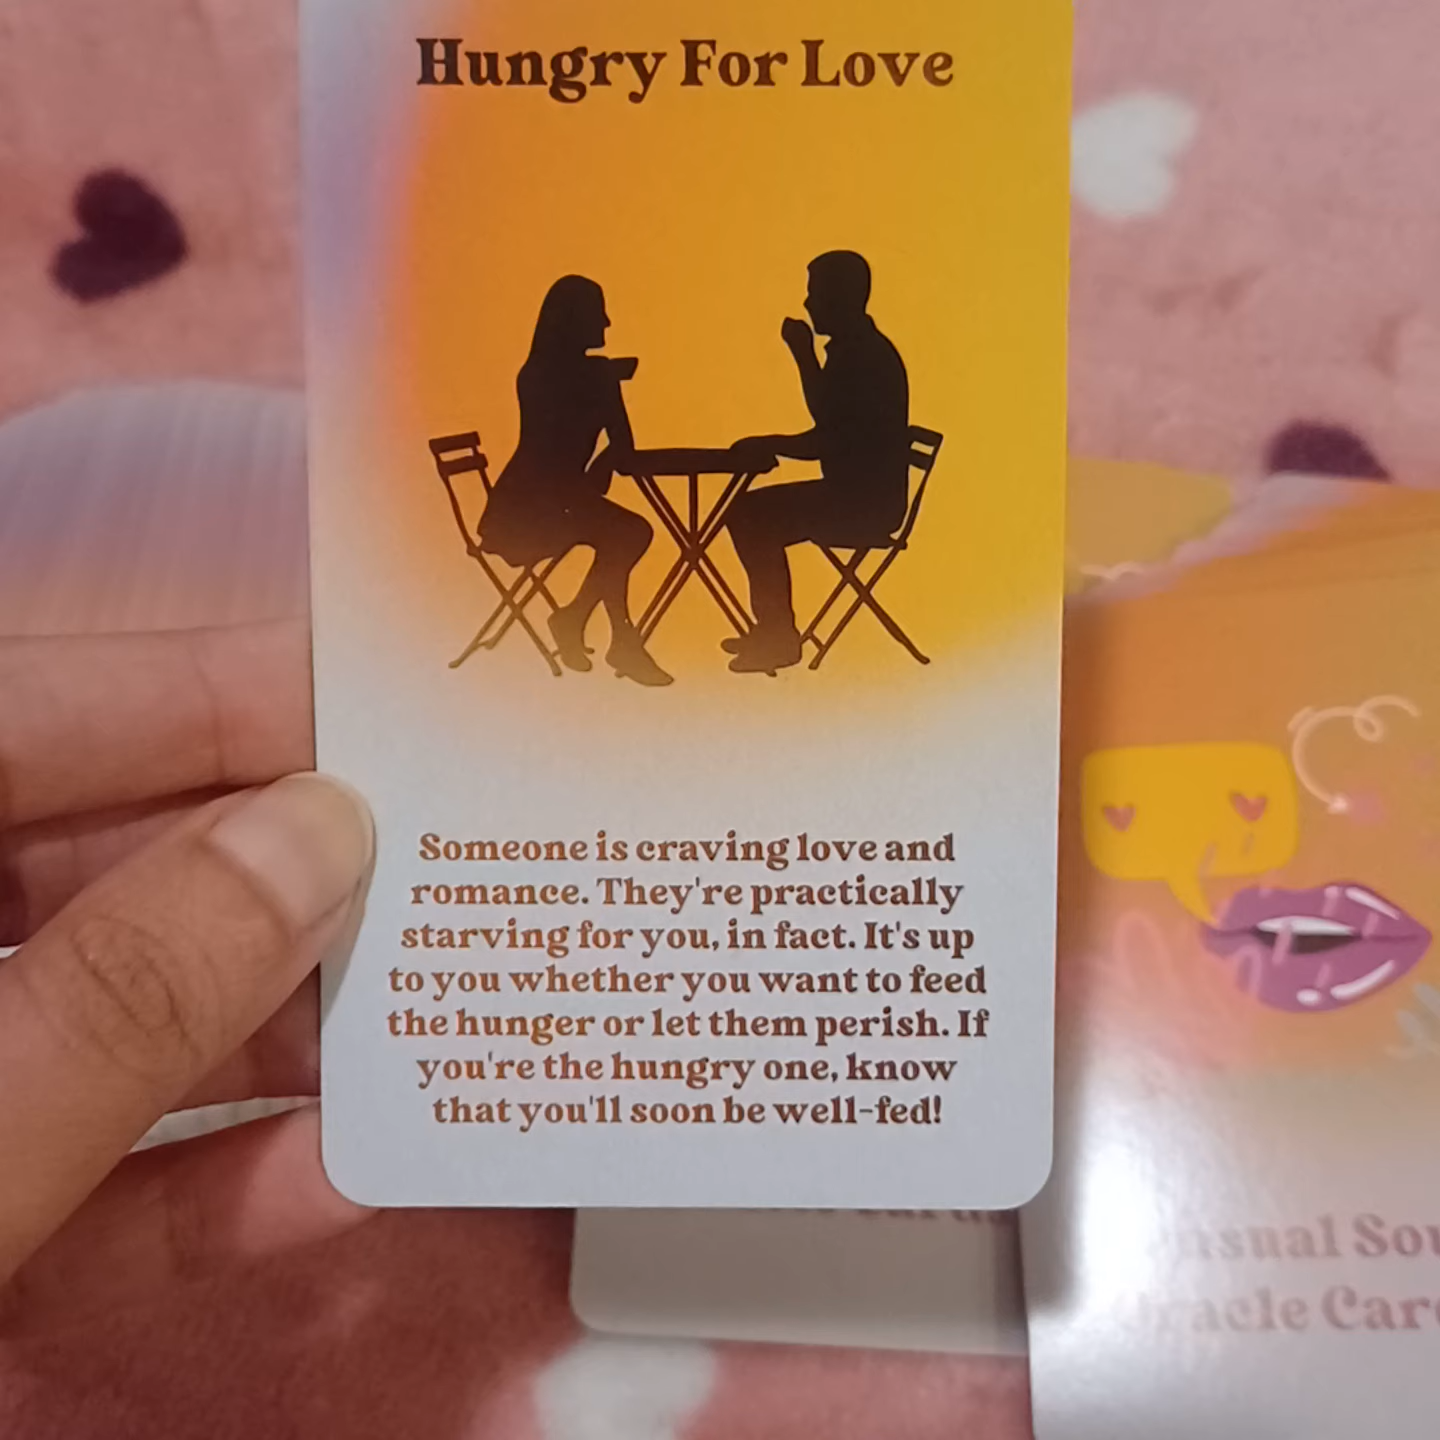 Hungry For Love
Someone is craving love and
romance. They're practically
starving for you, in fact. It's up
to you whether you want to feed
the hunger or let them perish. If
you're the hungry one, know
that you'll soon be well-fed!